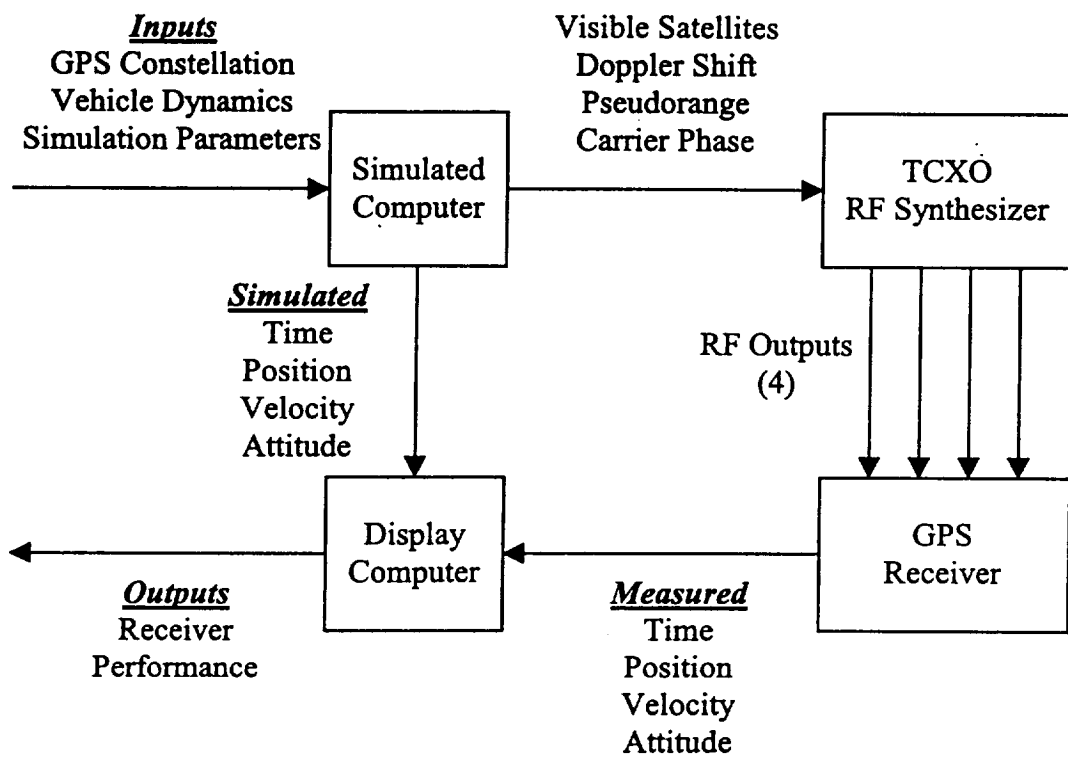 Inputs
GPS Constellation
Vehicle Dynamics
Simulation Parameters
Visible Satellites
Doppler Shift
Pseudorange
Carrier Phase
Simulated
Computer
TCXO
RF Synthesizer
Simulated
Time
Position
Velocity
Attitude
RF Outputs
(4)
Display
Computer
GPS
Receiver
Outputs
Receiver
Performance
Measured
Time
Position
Velocity
Attitude